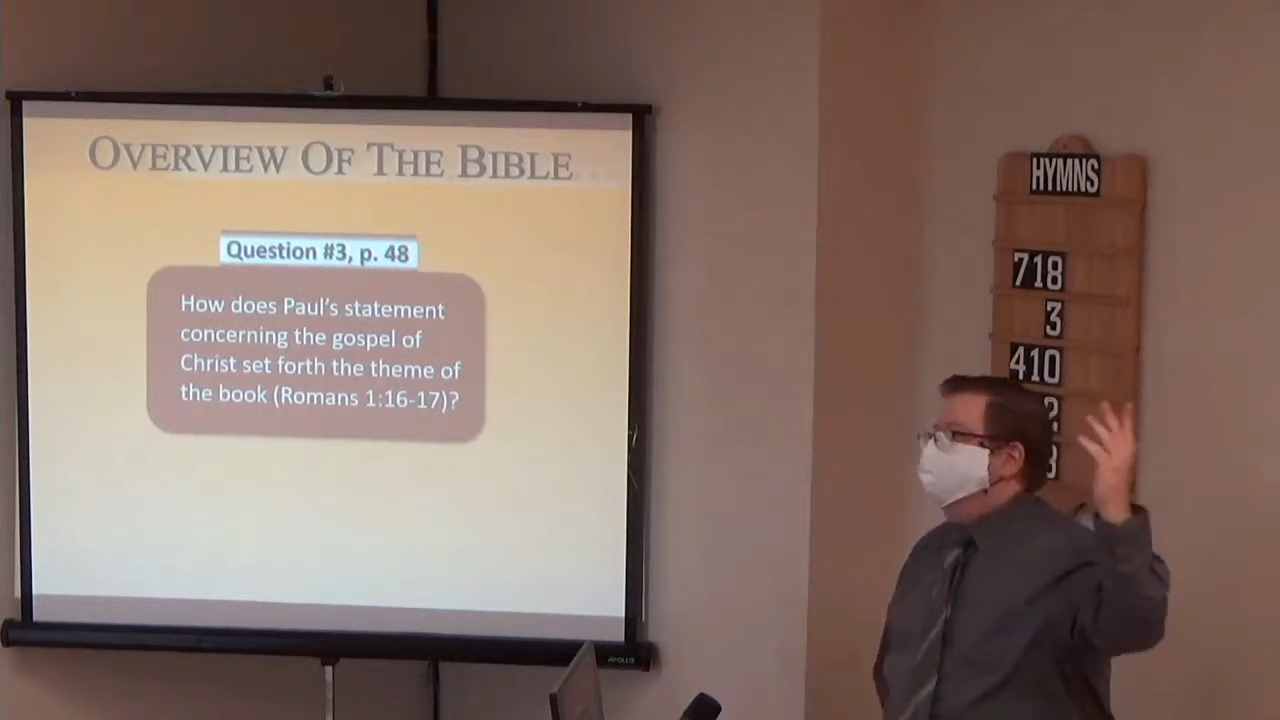 OVERVIEW OF THE BIBLE
Question #3, p. 48
How does Paul's statement
concerning the gospel of
Christ set forth the theme of
the book (Romans 1:16-17)?
APOLLO
HYMNS
718
3
410